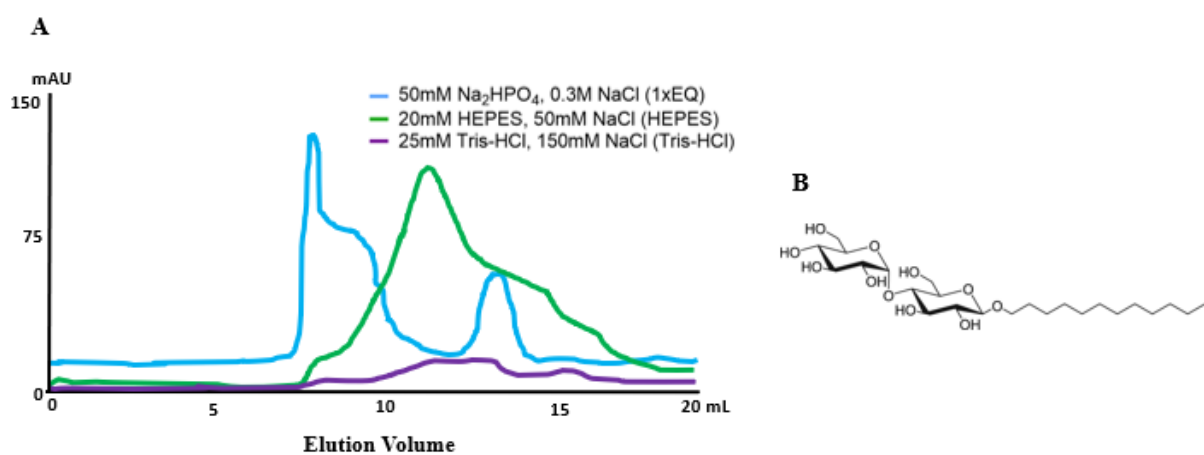 A
mAU
150
75
0
50mM Na₂HPO₄, 0.3M NaCl (1xEQ)
20mM HEPES, 50mM NaCl (HEPES)
25mM Tris-HCl, 150mM NaCl (Tris-HCl)
0 5 10 15 20 mL
Elution Volume
B
HO
O
HO
HO
OH
HO
O
O
O
HO
OH